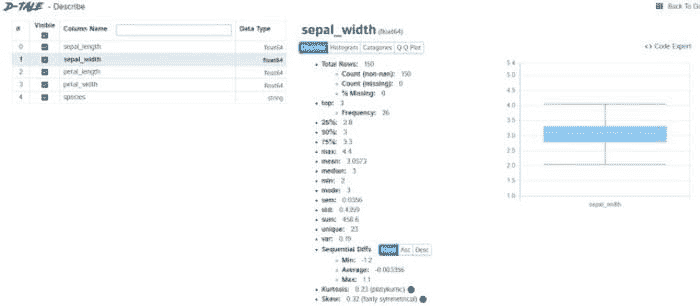 D-TALE - Describe
Back To
# Visible Column Name Data Type
0 sepal_length float64
1 sepal_width float64
2 petal_length float64
3 petal_width float64
4 species string
sepal_width (float64)
Describe Histogram Categories Q-Q Plot
<> Code Export
Total Rows: 150
Count (non-nan): 150
Count (missing): 0
% Missing: 0
top: 3
Frequency: 26
25%: 2.8
50%: 3
75%: 3.3
max: 4.4
mean: 3.0573
median: 3
min: 2
mode: 3
sem: 0.0356
std: 0.4359
sum: 458.6
unique: 23
var: 0.19
Sequential Diffs Asc Desc
Min: -1.2
Average: -0.003356
Max: 1.1
Kurtosis: 0.23 (platykurtic)
Skew: 0.32 (fairly symmetrical)
5.4
4.5
4.0
3.5
3.0
2.5
2.0
1.5
1.0
sepal_width